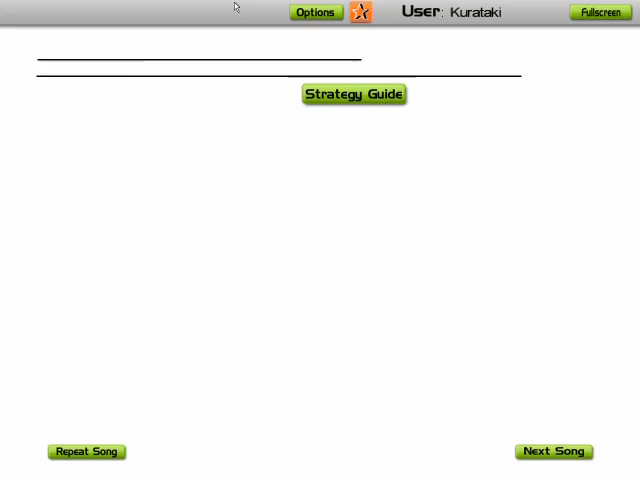 Options User: Kurataki Fullscreen
Strategy Guide
Repeat Song Next Song